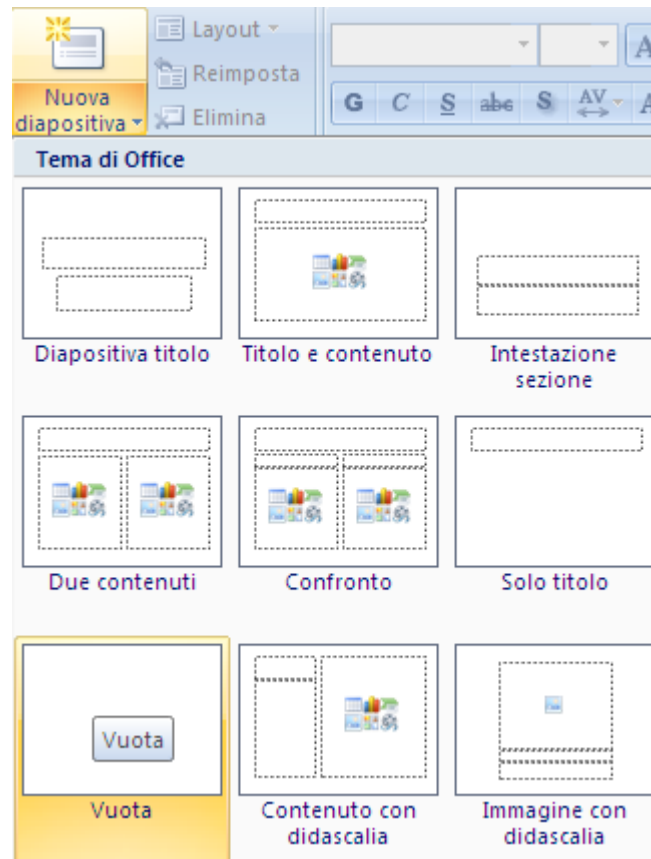 Nuova
diapositiva
Layout
Reimposta
Elimina
A
G C S abc S AV A
Tema di Office
Diapositiva titolo
Titolo e contenuto
Intestazione
sezione
Due contenuti
Confronto
Solo titolo
Vuota
Vuota
Contenuto con
didascalia
Immagine con
didascalia